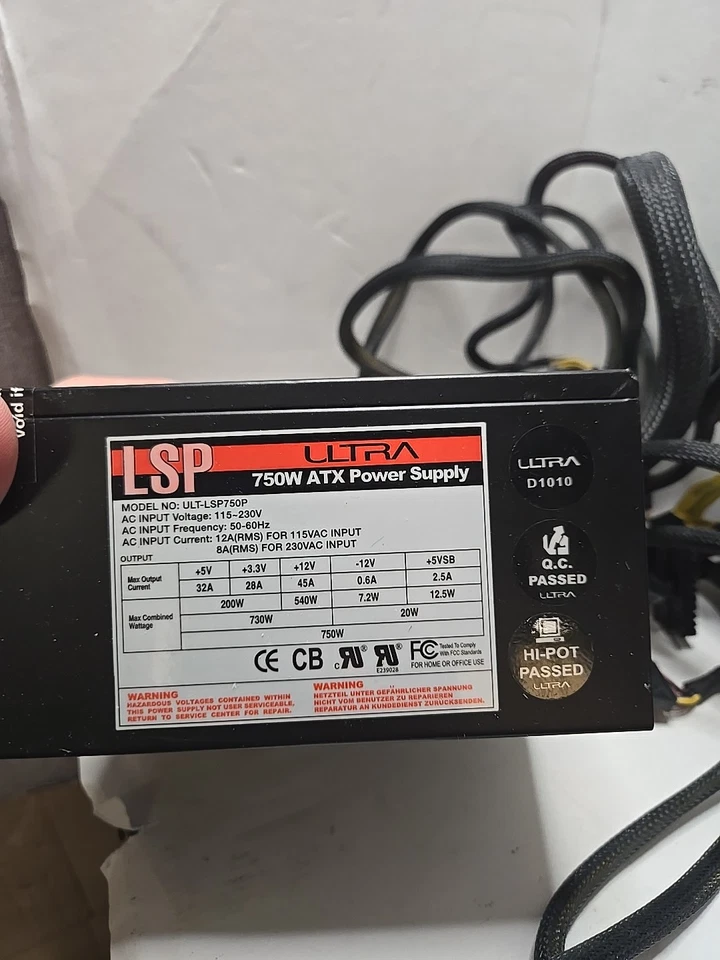 Void if
LSP
ULTRA
750W ATX Power Supply
MODEL NO: ULT-LSP750P
AC INPUT Voltage: 115~230V
AC INPUT Frequency: 50-60Hz
AC INPUT Current: 12A(RMS) FOR 115VAC INPUT
8A(RMS) FOR 230VAC INPUT
OUTPUT
+5V +3.3V +12V -12V +5VSB
Max Output Current 32A 28A 45A 0.6A 2.5A
Max Combined Wattage 200W 540W 7.2W 12.5W
730W 20W
750W
CE CB c RU ® RU ® E239028 FC Tested To Comply With FCC Standards
FOR HOME OR OFFICE USE
WARNING
HAZARDOUS VOLTAGES CONTAINED WITHIN
THIS POWER SUPPLY NOT USER SERVICEABLE.
RETURN TO SERVICE CENTER FOR REPAIR.
WARNING
NETZTEIL UNTER GEFÄHRLICHER SPANNUNG
NICHT VOM BENUTZER ZU REPARIEREN
REPARATUR AN KUNDEDIENST ZURUCKSENDEN.
ULTRA
D1010
Q.C.
PASSED
ULTRA
HI-POT
PASSED
ULTRA